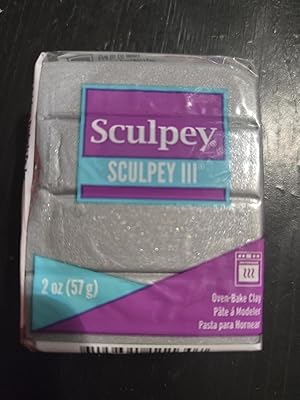 Sculpey®
SCULPEY III®
2 oz (57 g)
Oven-Bake Clay
Pâte á Modeler
Pasta para Hornear